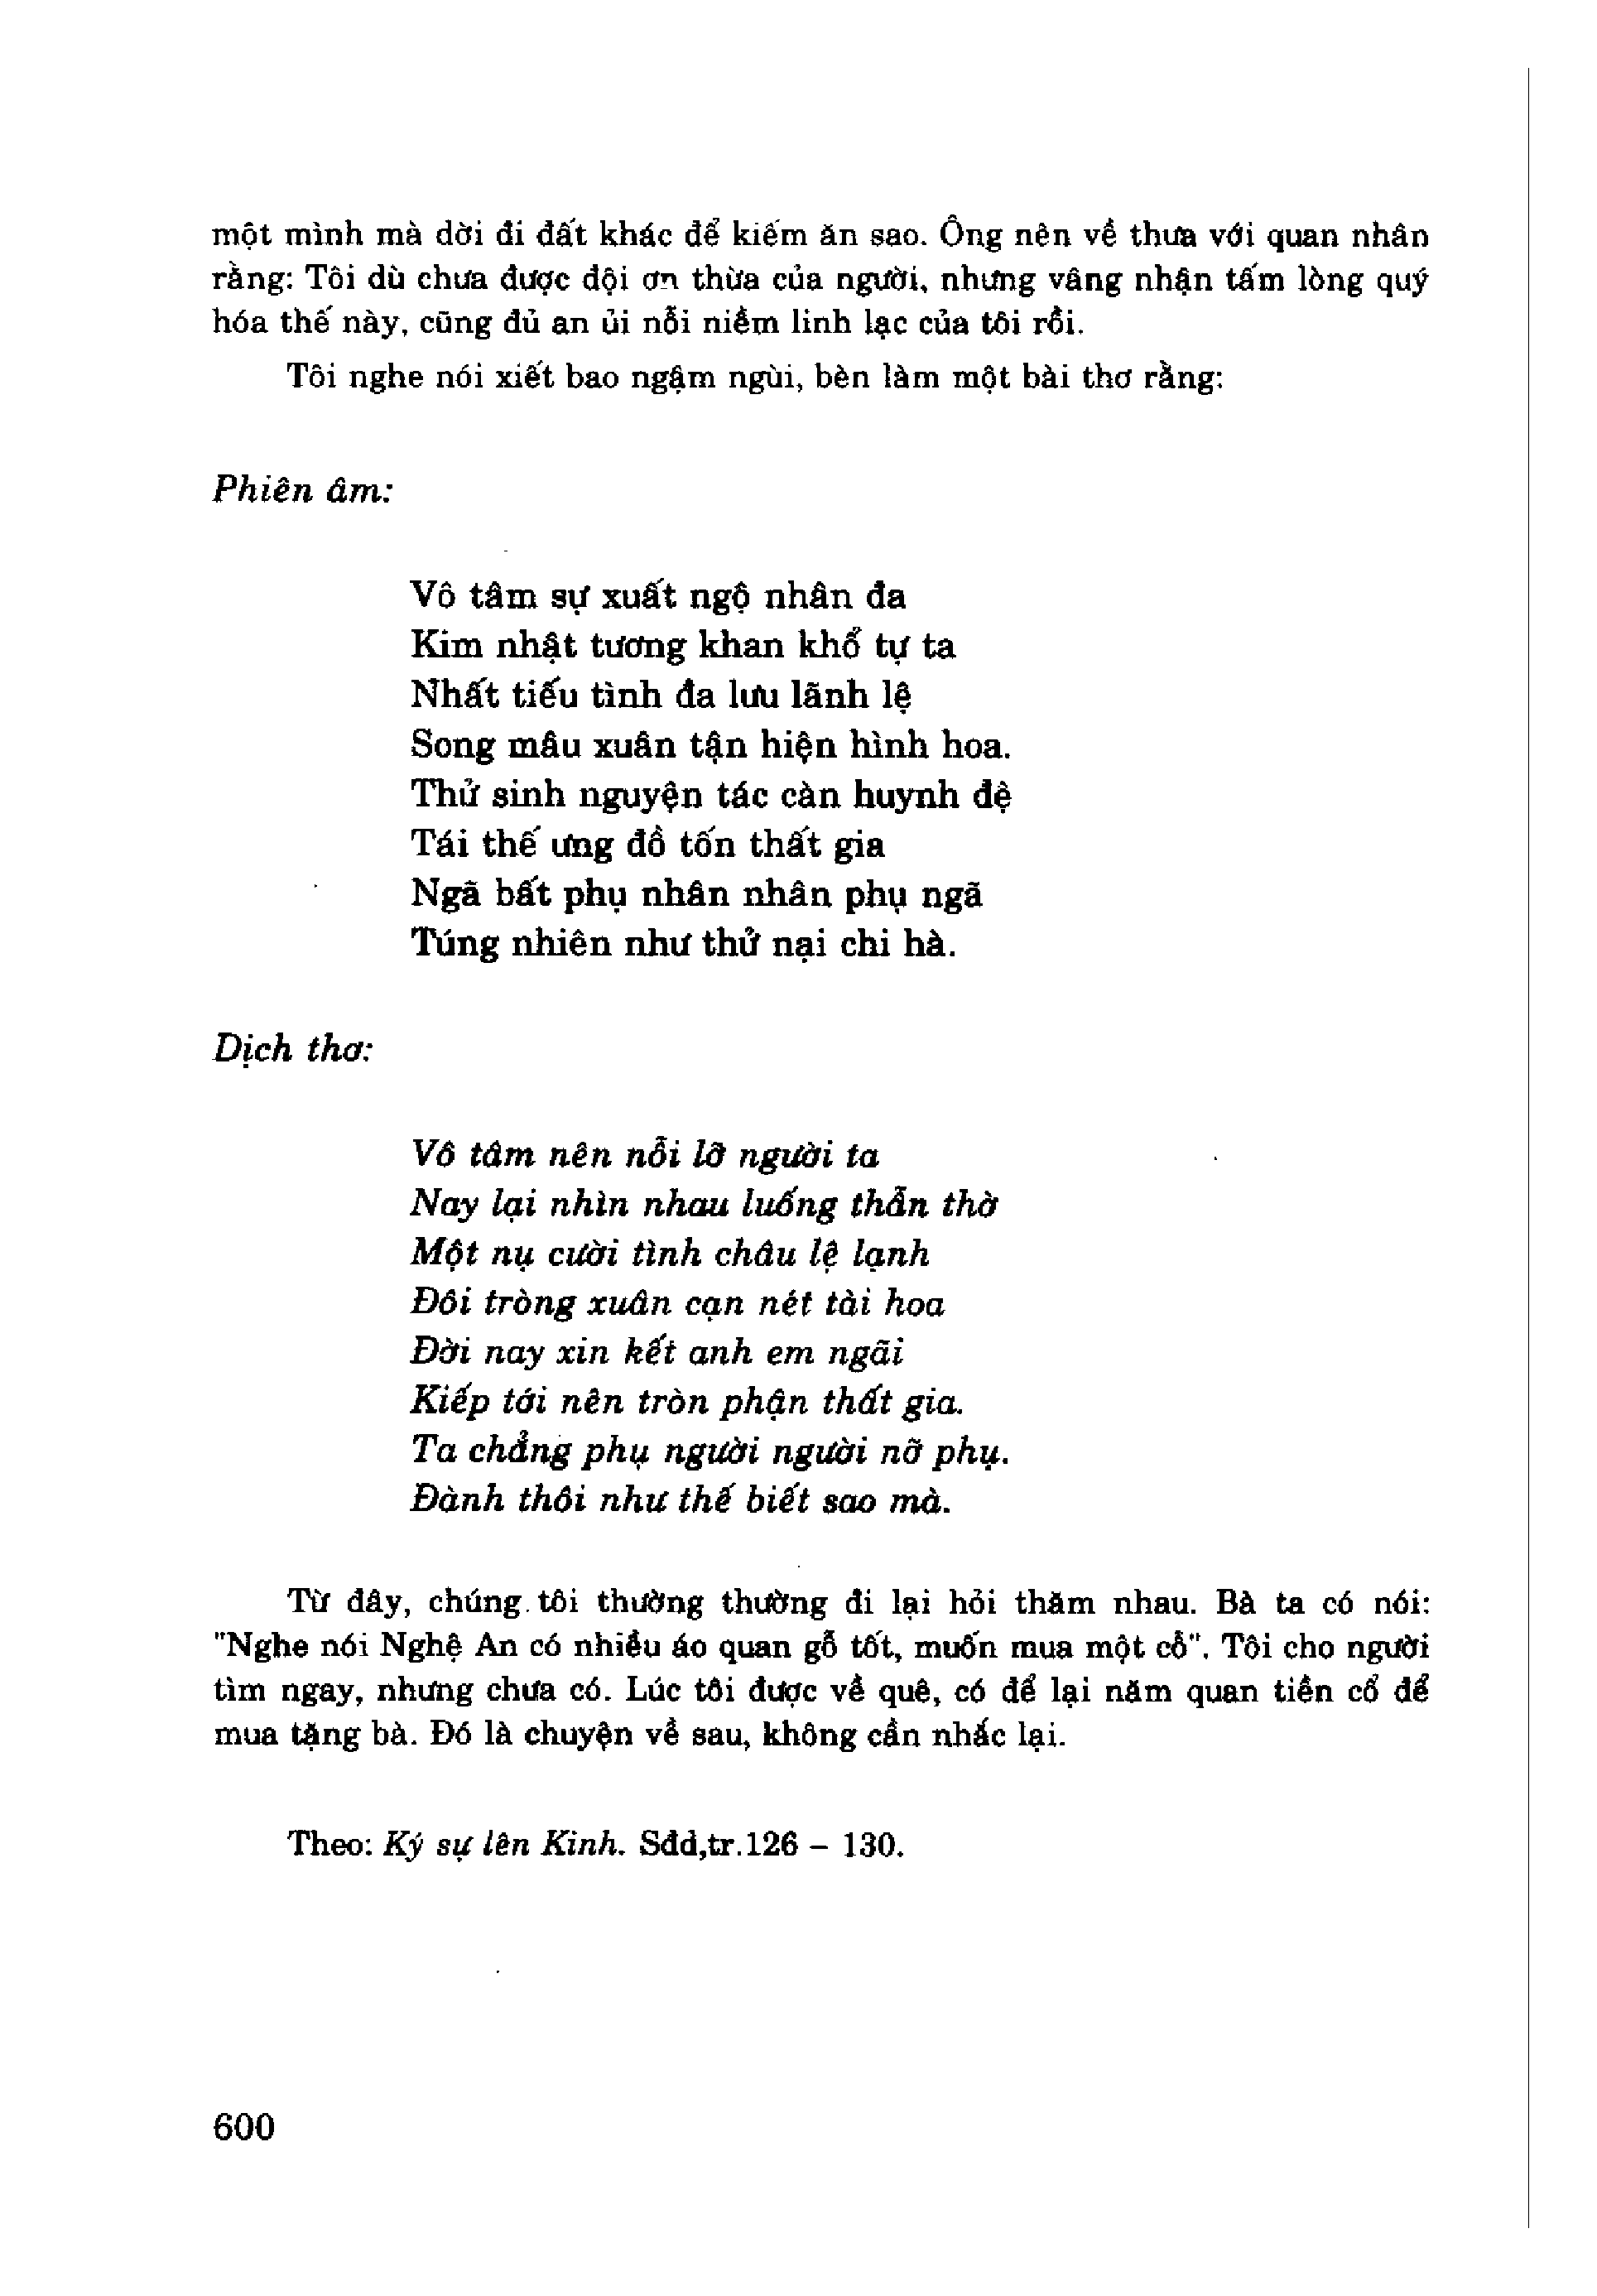 một mình mà dời đi đất khác để kiếm ăn sao. Ông nên về thưa với quan nhân
rằng: Tôi dù chưa được đội ơn thừa của người, nhưng vâng nhận tấm lòng quý
hóa thế này, cũng đủ an ủi nỗi niềm linh lạc của tôi rồi.
Tôi nghe nói xiết bao ngậm ngùi, bèn làm một bài thơ rằng:
Phiên âm:
Vô tâm sự xuất ngộ nhân đa
Kim nhật tương khan khổ tự ta
Nhất tiếu tình đa lưu lãnh lệ
Song mâu xuân tận hiện hình hoa.
Thử sinh nguyện tác càn huynh đệ
Tái thế ưng đồ tốn thất gia
Ngã bất phụ nhân nhân phụ ngã
Túng nhiên như thử nại chi hà.
Dịch thơ:
Vô tâm nên nỗi lỡ người ta
Nay lại nhìn nhau luống thẫn thờ
Một nụ cười tình châu lệ lạnh
Đôi tròng xuân cạn nét tài hoa
Đời nay xin kết anh em ngãi
Kiếp tới nên tròn phận thất gia.
Ta chẳng phụ người người nỡ phụ.
Đành thôi như thế biết sao mà.
Từ đây, chúng tôi thường thường đi lại hỏi thăm nhau. Bà ta có nói:
"Nghe nói Nghệ An có nhiều áo quan gỗ tốt, muốn mua một cỗ". Tôi cho người
tìm ngay, nhưng chưa có. Lúc tôi được về quê, có để lại năm quan tiền cổ để
mua tặng bà. Đó là chuyện về sau, không cần nhắc lại.
Theo: Ký sự lên Kinh. Sđd,tr.126 – 130.
600